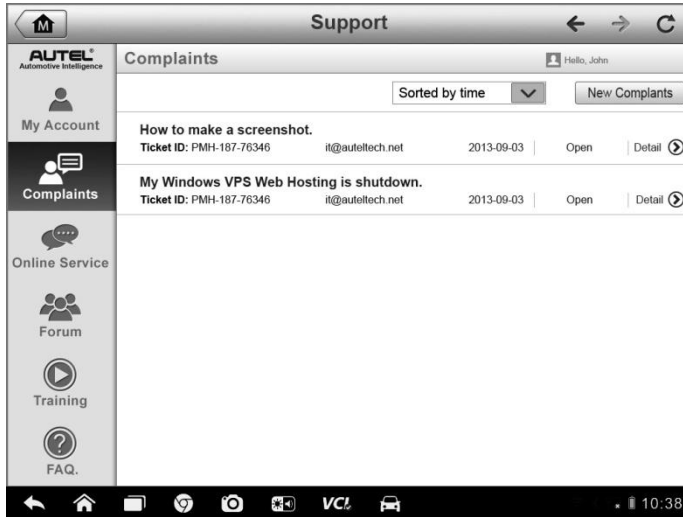 Support
M
AUTEL®
Automotive Intelligence
Complaints
Hello, John
Sorted by time
New Complants
My Account
How to make a screenshot.
Ticket ID: PMH-187-76346 it@auteltech.net 2013-09-03 Open Detail
Complaints
My Windows VPS Web Hosting is shutdown.
Ticket ID: PMH-187-76346 it@auteltech.net 2013-09-03 Open Detail
Online Service
Forum
Training
?
FAQ.
VCI
10:38